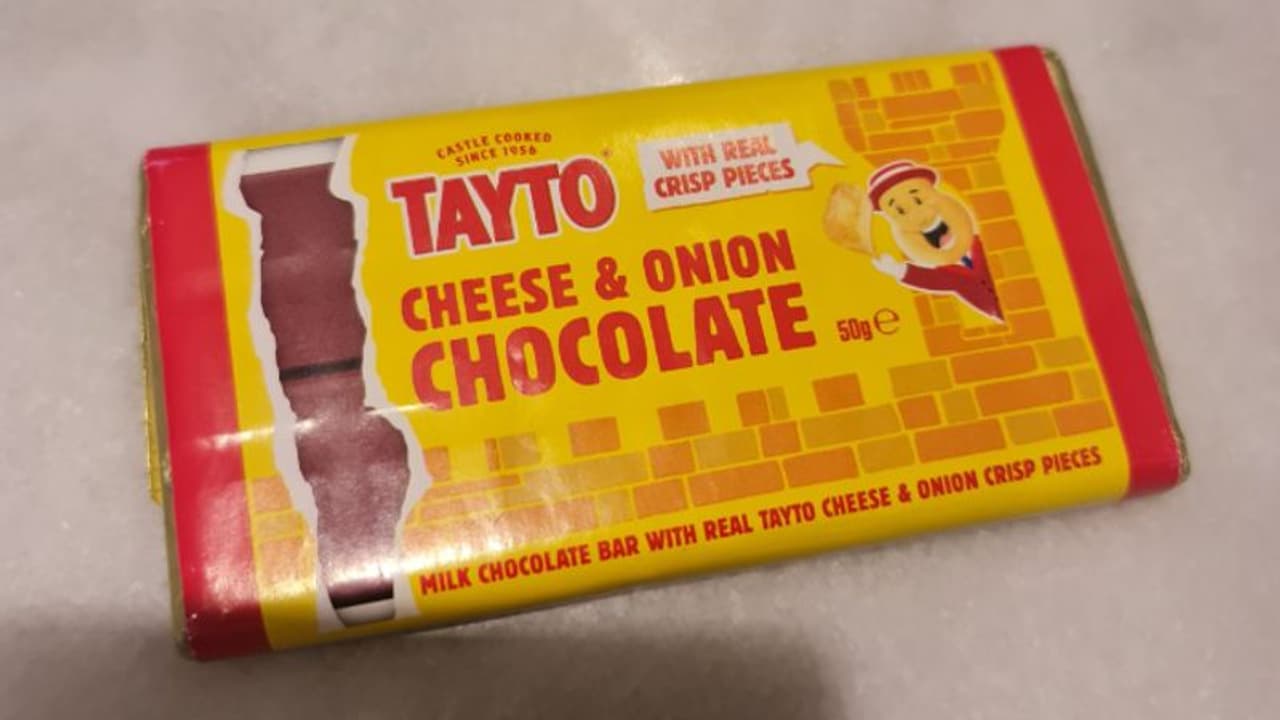 CASTLE COOKED
SINCE 1956
TAYTO
WITH REAL
CRISP PIECES
CHEESE & ONION
CHOCOLATE
50g e
MILK CHOCOLATE BAR WITH REAL TAYTO CHEESE & ONION CRISP PIECES